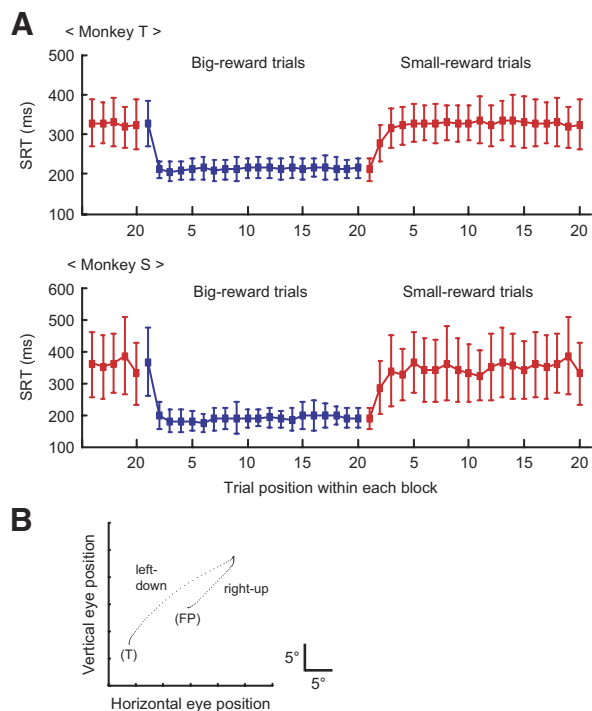 A
< Monkey T >
Big-reward trials Small-reward trials
SRT (ms)
500
400
300
200
100
20 5 10 15 20 5 10 15 20
< Monkey S >
Big-reward trials Small-reward trials
SRT (ms)
600
500
400
300
200
100
20 5 10 15 20 5 10 15 20
Trial position within each block
B
Vertical eye position
left-
down
right-up
(FP)
(T)
5°
5°
Horizontal eye position